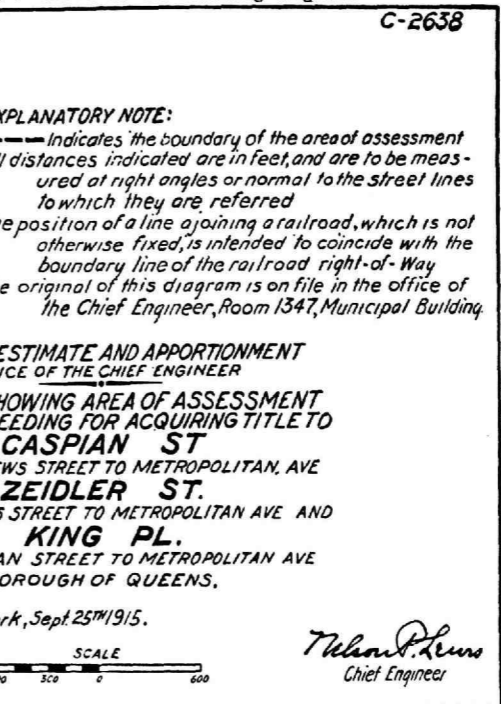 C-2638
XPLANATORY NOTE:
Indicates the boundary of the area of assessment
l distances indicated are in feet, and are to be meas-
ured at right angles or normal to the street lines
to which they are referred
e position of a line ajoining a railroad, which is not
otherwise fixed, is intended to coincide with the
boundary line of the railroad right-of-Way
e original of this diagram is on file in the office of
the Chief Engineer, Room 1347, Municipal Building.
ESTIMATE AND APPORTIONMENT
ICE OF THE CHIEF ENGINEER
HOWING AREA OF ASSESSMENT
EEDING FOR ACQUIRING TITLE TO
CASPIAN ST
EWS STREET TO METROPOLITAN, AVE
ZEIDLER ST.
S STREET TO METROPOLITAN AVE AND
KING PL.
AN STREET TO METROPOLITAN AVE
OROUGH OF QUEENS,
rk, Sept. 25TH 1915.
SCALE
300 0 600
Nelson P. Lewis
Chief Engineer